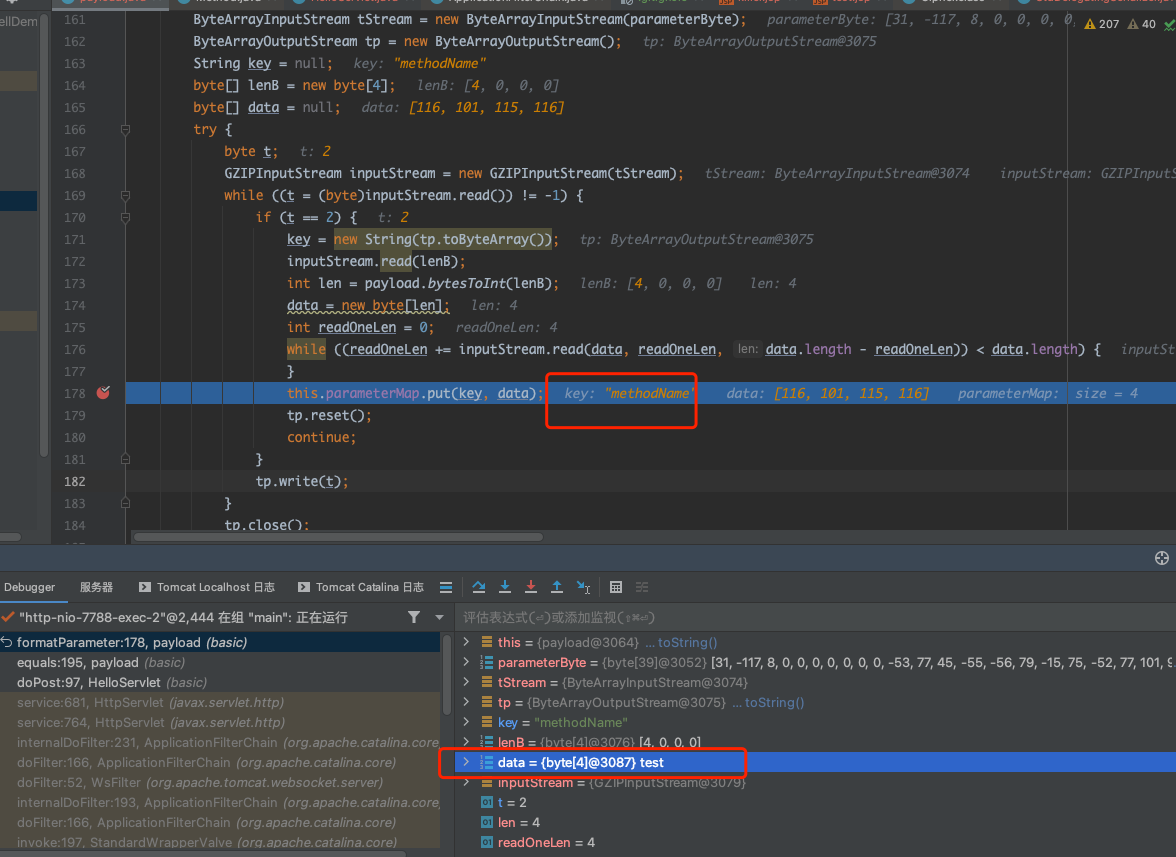 161 ByteArrayInputStream tStream = new ByteArrayInputStream(parameterByte); parameterByte: [31, -117, 8, 0, 0, 0, 0,
207 40
162 ByteArrayOutputStream tp = new ByteArrayOutputStream(); tp: ByteArrayOutputStream@3075
163 String key = null; key: "methodName"
164 byte[] lenB = new byte[4]; lenB: [4, 0, 0, 0]
165 byte[] data = null; data: [116, 101, 115, 116]
166 try {
167 byte t; t: 2
168 GZIPInputStream inputStream = new GZIPInputStream(tStream); tStream: ByteArrayInputStream@3074 inputStream: GZIPInputS
169 while ((t = (byte)inputStream.read()) != -1) {
170 if (t == 2) { t: 2
171 key = new String(tp.toByteArray()); tp: ByteArrayOutputStream@3075
172 inputStream.read(lenB);
173 int len = payload.bytesToInt(lenB); lenB: [4, 0, 0, 0] len: 4
174 data = new byte[len]; len: 4
175 int readOneLen = 0; readOneLen: 4
176 while ((readOneLen += inputStream.read(data, readOneLen, len: data.length - readOneLen)) < data.length) { inputSt
177 }
178 this.parameterMap.put(key, data); key: "methodName" data: [116, 101, 115, 116] parameterMap: size = 4
179 tp.reset();
180 continue;
181 }
182 tp.write(t);
183 }
184 tp.close();
Debugger 服务器 Tomcat Localhost 日志 Tomcat Catalina 日志
"http-nio-7788-exec-2"@2,444 在组 "main": 正在运行
formatParameter:178, payload (basic)
equals:195, payload (basic)
doPost:97, HelloServlet (basic)
service:681, HttpServlet (javax.servlet.http)
service:764, HttpServlet (javax.servlet.http)
internalDoFilter:231, ApplicationFilterChain (org.apache.catalina.core
doFilter:166, ApplicationFilterChain (org.apache.catalina.core)
doFilter:52, WsFilter (org.apache.tomcat.websocket.server)
internalDoFilter:193, ApplicationFilterChain (org.apache.catalina.core
doFilter:166, ApplicationFilterChain (org.apache.catalina.core)
invoke:197, StandardWrapperValve (org.apache.catalina.core)
评估表达式(⏎)或添加监视(⇧⌘⏎)
this = {payload@3064} ... toString()
parameterByte = {byte[39]@3052} [31, -117, 8, 0, 0, 0, 0, 0, 0, 0, -53, 77, 45, -55, -56, 79, -15, 75, -52, 77, 101, 9
tStream = {ByteArrayInputStream@3074}
tp = {ByteArrayOutputStream@3075} ... toString()
key = "methodName"
lenB = {byte[4]@3076} [4, 0, 0, 0]
data = {byte[4]@3087} test
inputStream = {GZIPInputStream@3079}
t = 2
len = 4
readOneLen = 4